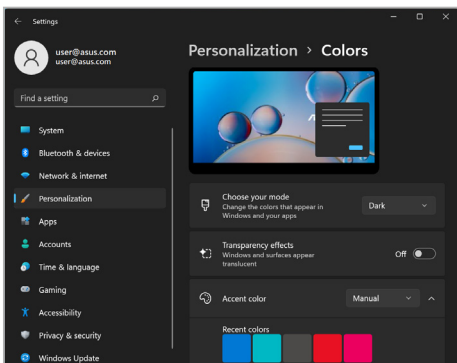 Settings
user@asus.com
user@asus.com
Find a setting
System
Bluetooth & devices
Network & internet
Personalization
Apps
Accounts
Time & language
Gaming
Accessibility
Privacy & security
Windows Update
Personalization > Colors
Choose your mode
Change the colors that appear in
Windows and your apps
Dark
Transparency effects
Windows and surfaces appear
translucent
Off
Accent color
Manual
Recent colors